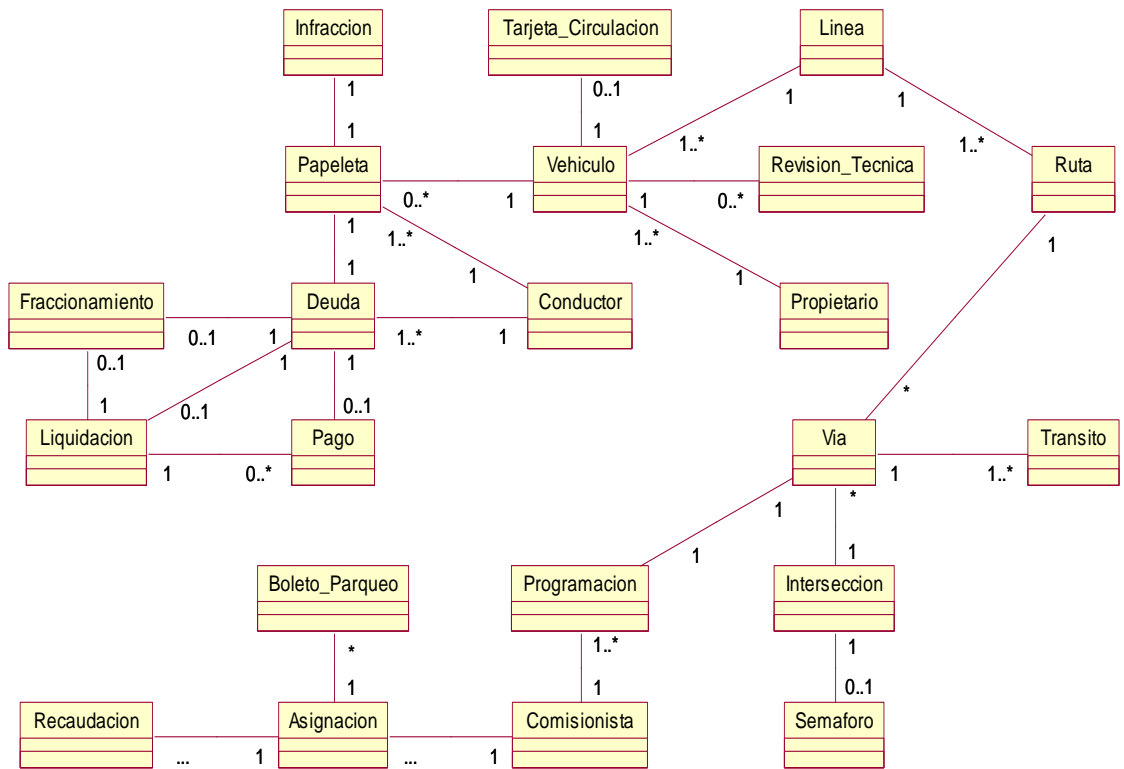 Infraccion
Tarjeta_Circulacion
Linea
1
0..1
1
1
1
1
1..*
1..*
Papeleta
Vehiculo
Revision_Tecnica
Ruta
0..*
1
1
0..*
1
1..*
1..*
1
1
1
1
Fraccionamiento
Deuda
Conductor
Propietario
0..1
1
1..*
1
0..1
1
1
1
0..1
0..1
*
Liquidacion
Pago
Via
Transito
1
0..*
1
1..*
1
*
1
1
Boleto_Parqueo
Programacion
Interseccion
*
1..*
1
1
1
0..1
Recaudacion
Asignacion
Comisionista
Semaforo
...
1
...
1